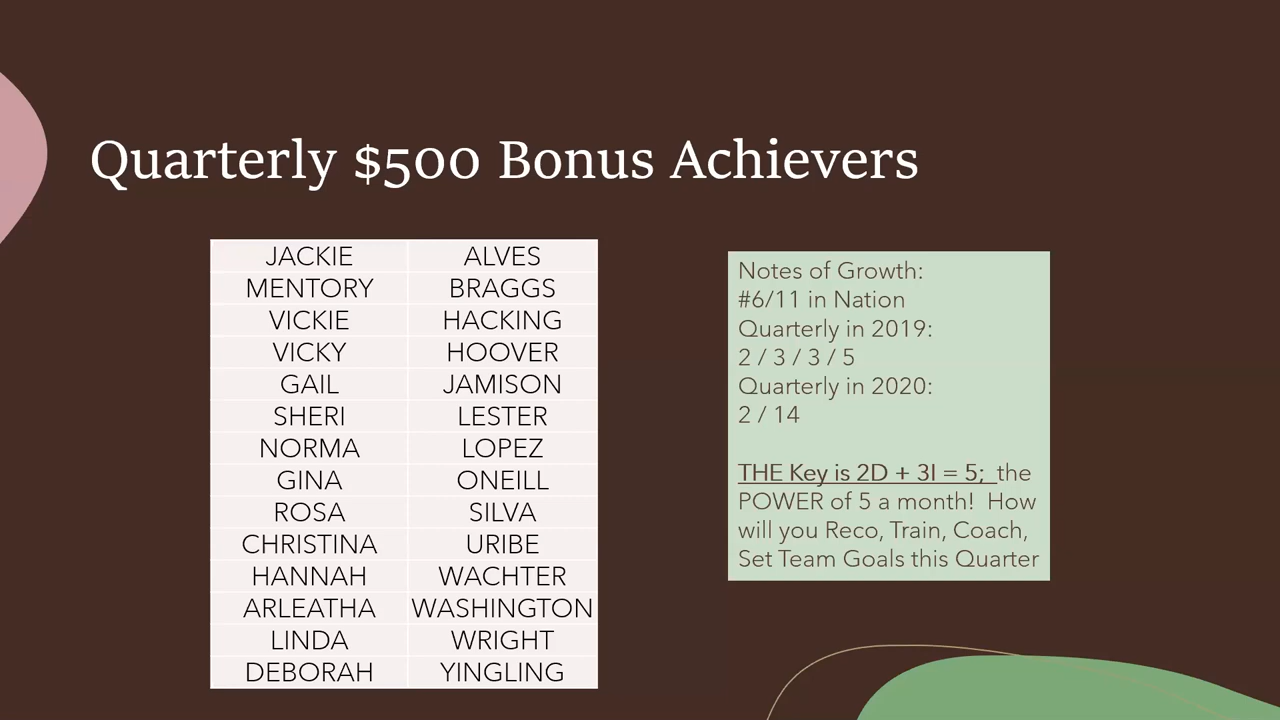 Quarterly $500 Bonus Achievers
JACKIE ALVES
MENTORY BRAGGS
VICKIE HACKING
VICKY HOOVER
GAIL JAMISON
SHERI LESTER
NORMA LOPEZ
GINA ONEILL
ROSA SILVA
CHRISTINA URIBE
HANNAH WACHTER
ARLEATHA WASHINGTON
LINDA WRIGHT
DEBORAH YINGLING
Notes of Growth:
#6/11 in Nation
Quarterly in 2019:
2 / 3 / 3 / 5
Quarterly in 2020:
2 / 14
THE Key is 2D + 3I = 5; the
POWER of 5 a month! How
will you Reco, Train, Coach,
Set Team Goals this Quarter